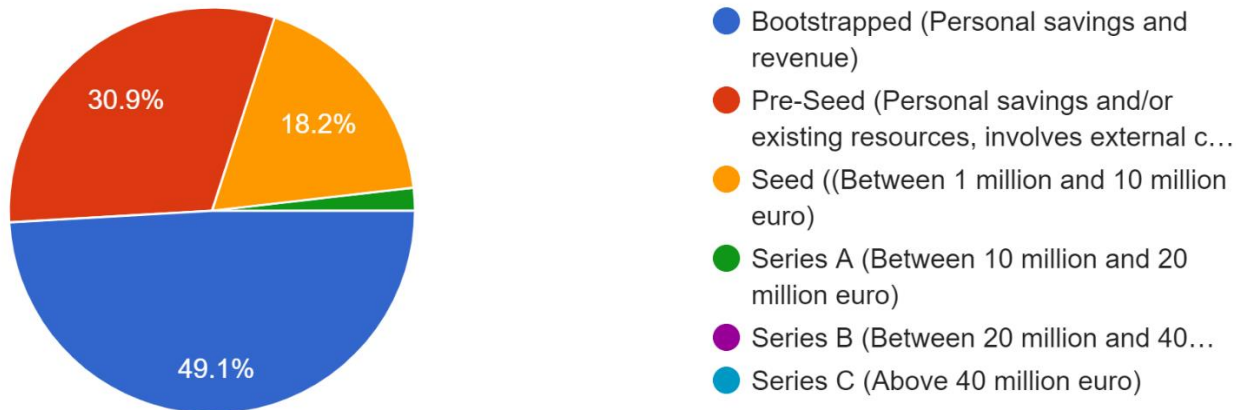 30.9%
18.2%
49.1%
Bootstrapped (Personal savings and
revenue)
Pre-Seed (Personal savings and/or
existing resources, involves external c...
Seed ((Between 1 million and 10 million
euro)
Series A (Between 10 million and 20
million euro)
Series B (Between 20 million and 40...
Series C (Above 40 million euro)